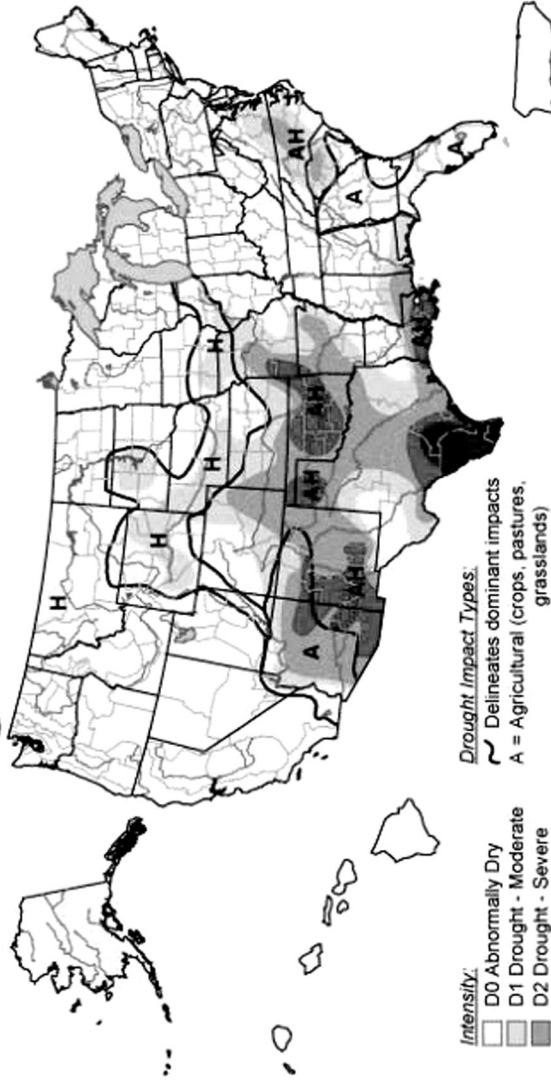 H
H
H
H
AH
A
A
A
AH
AH
AH
AH
Intensity:
D0 Abnormally Dry
D1 Drought - Moderate
D2 Drought - Severe
Drought Impact Types:
Delineates dominant impacts
A = Agricultural (crops, pastures,
grasslands)